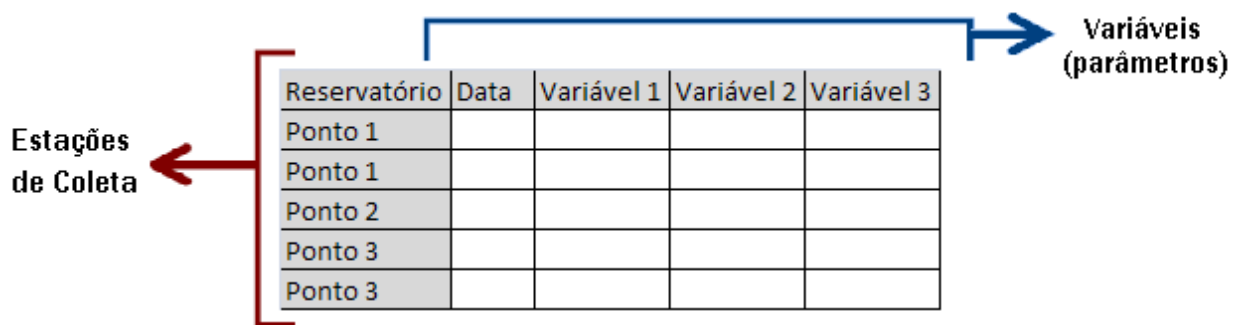 Variáveis
(parâmetros)
Reservatório Data Variável 1 Variável 2 Variável 3
Ponto 1
Ponto 1
Ponto 2
Ponto 3
Ponto 3
Estações
de Coleta